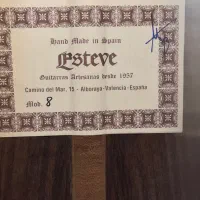 Hand Made in Spain
Esteve
Guitarras Artesanas desde 1957
Camino del Mar, 15 - Alboraya-Valencia-España
Mod. 8